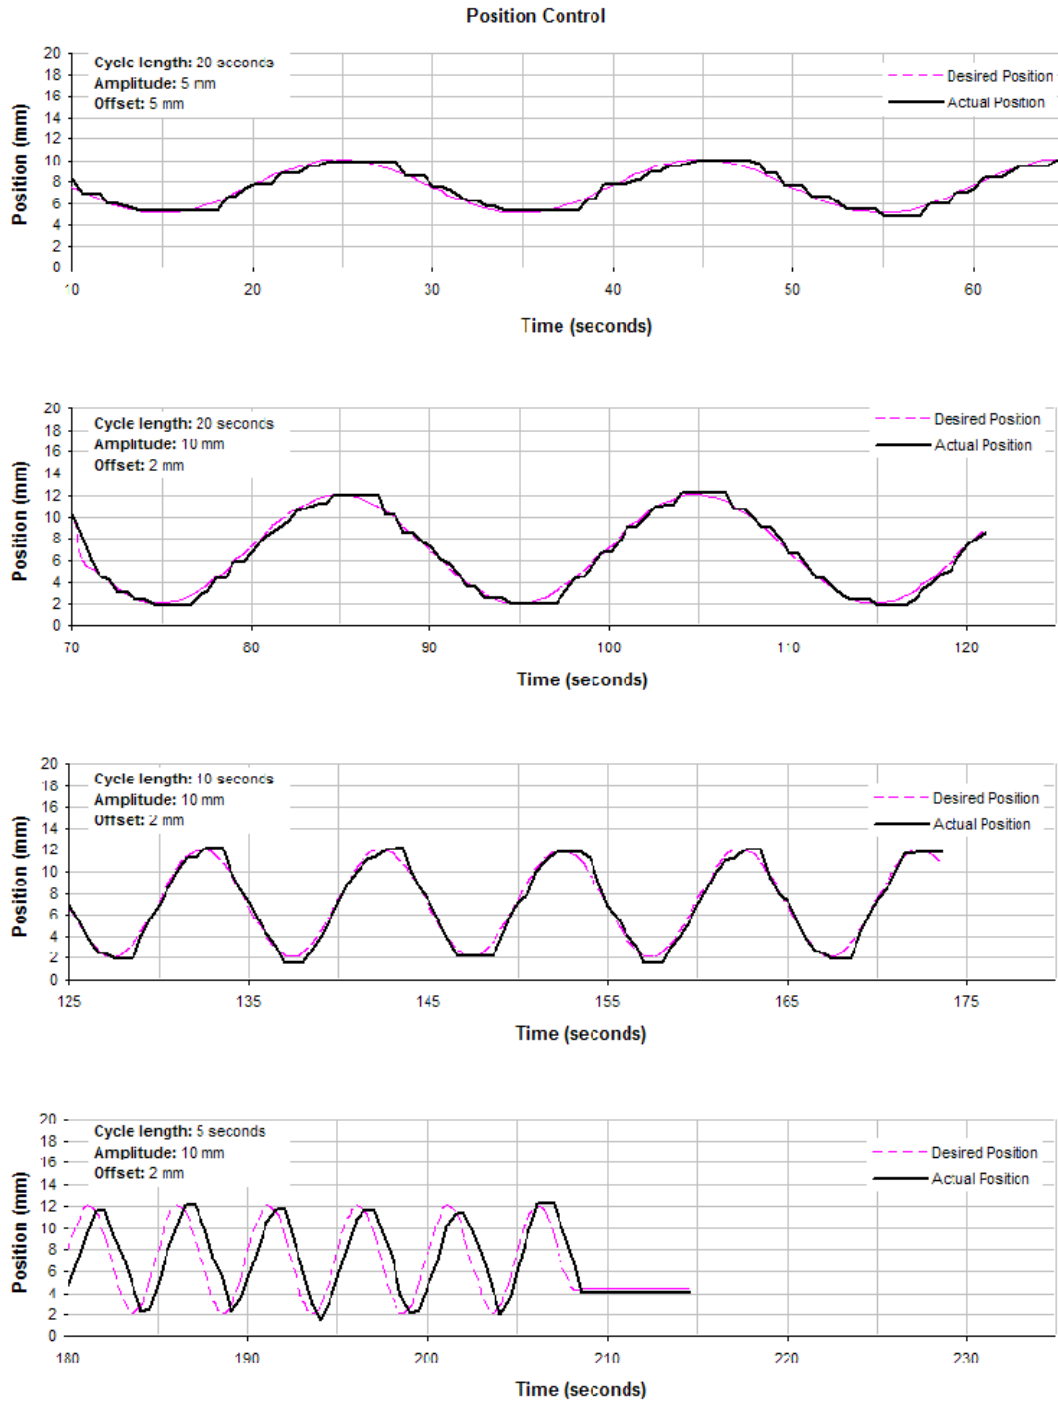 Position Control
20
18
16
14
12
10
8
6
4
2
0
Position (mm)
Cycle length: 20 seconds
Amplitude: 5 mm
Offset: 5 mm
Desired Position
Actual Position
10 20 30 40 50 60
Time (seconds)
20
18
16
14
12
10
8
6
4
2
0
Position (mm)
Cycle length: 20 seconds
Amplitude: 10 mm
Offset: 2 mm
Desired Position
Actual Position
70 80 90 100 110 120
Time (seconds)
20
18
16
14
12
10
8
6
4
2
0
Position (mm)
Cycle length: 10 seconds
Amplitude: 10 mm
Offset: 2 mm
Desired Position
Actual Position
125 135 145 155 165 175
Time (seconds)
20
18
16
14
12
10
8
6
4
2
0
Position (mm)
Cycle length: 5 seconds
Amplitude: 10 mm
Offset: 2 mm
Desired Position
Actual Position
180 190 200 210 220 230
Time (seconds)